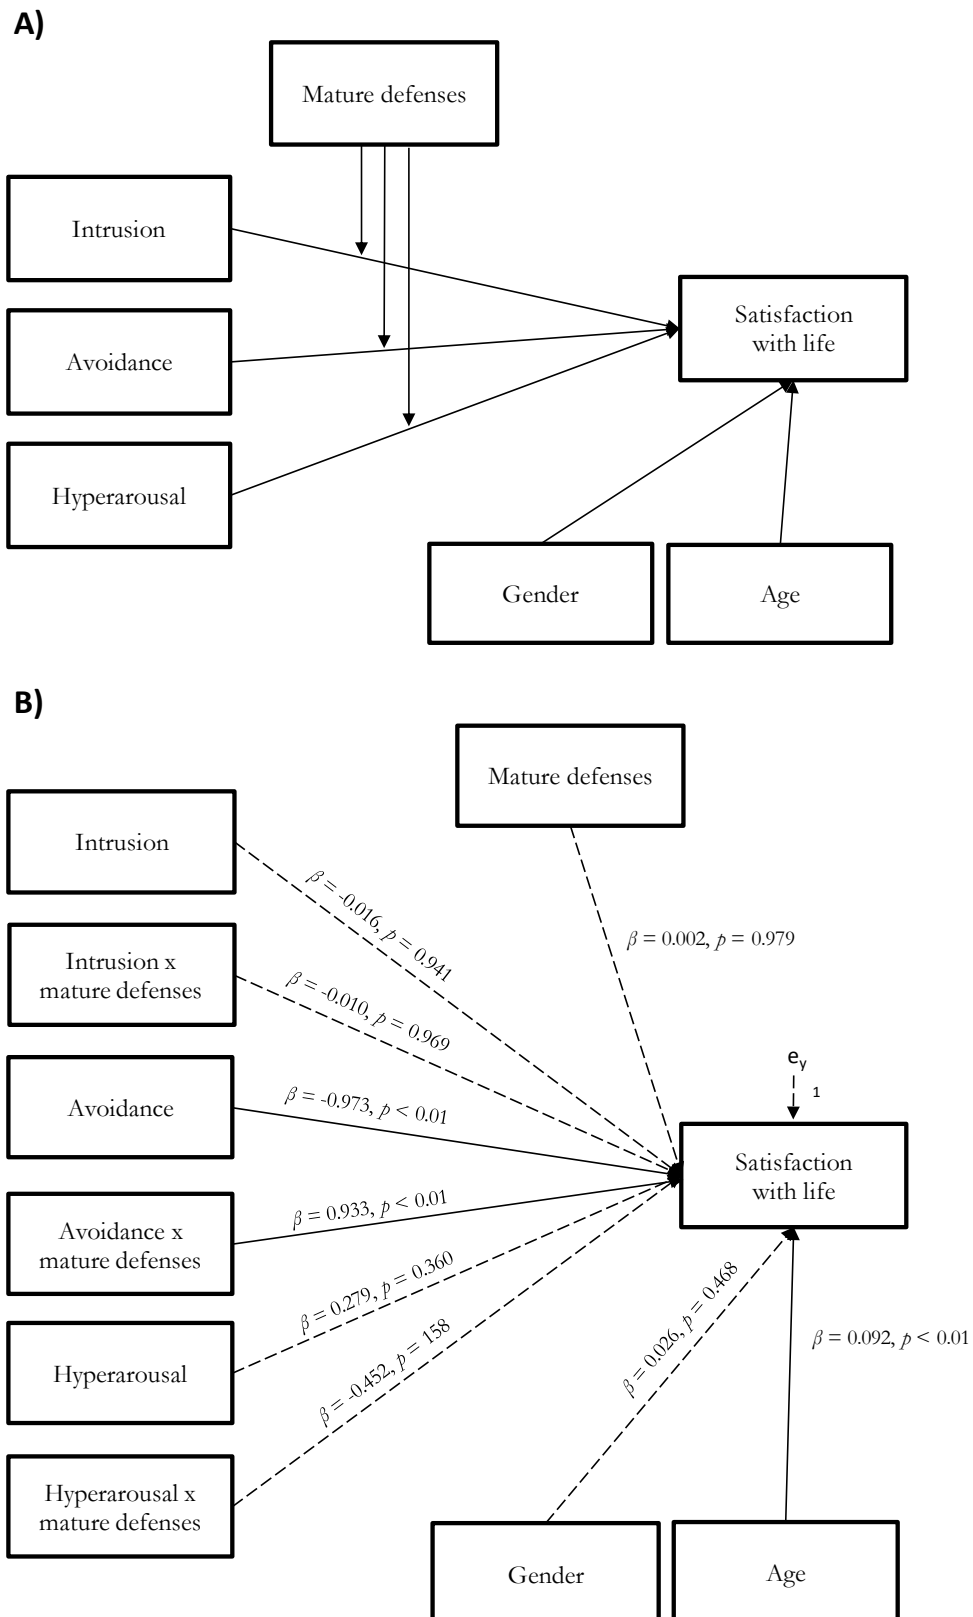 A)
Mature defenses
Intrusion
Avoidance
Hyperarousal
Satisfaction
with life
Gender
Age
B)
Mature defenses
Intrusion
β = -0.016, p = 0.941
Intrusion x
mature defenses
β = -0.010, p = 0.969
β = 0.002, p = 0.979
Avoidance
β = -0.973, p < 0.01
e_y
1
Satisfaction
with life
Avoidance x
mature defenses
β = 0.933, p < 0.01
Hyperarousal
β = 0.279, p = 0.360
Hyperarousal x
mature defenses
β = -0.452, p = 158
β = 0.026, p = 0.468
β = 0.092, p < 0.01
Gender
Age